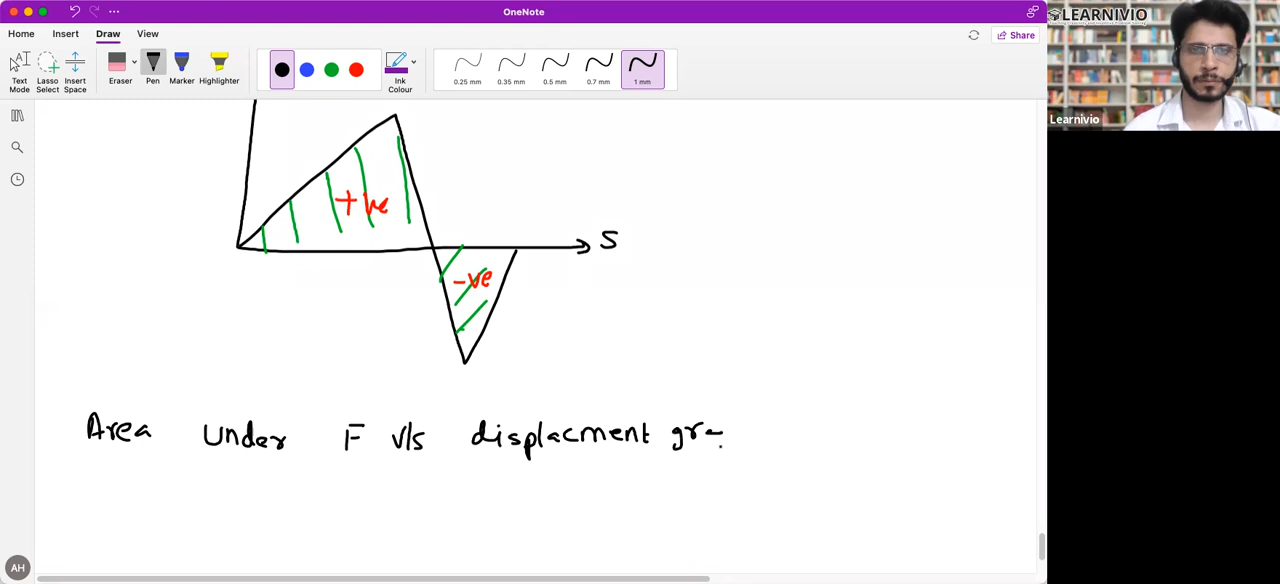 OneNote
Home Insert Draw View
Share
Text Mode
Lasso Select
Insert Space
Eraser
Pen
Marker
Highlighter
Ink Colour
0.25 mm 0.35 mm 0.5 mm 0.7 mm 1 mm
LEARNIVIO
Learnivio
+ve
S
-ve
Area Under F v/s displacment gr
AH